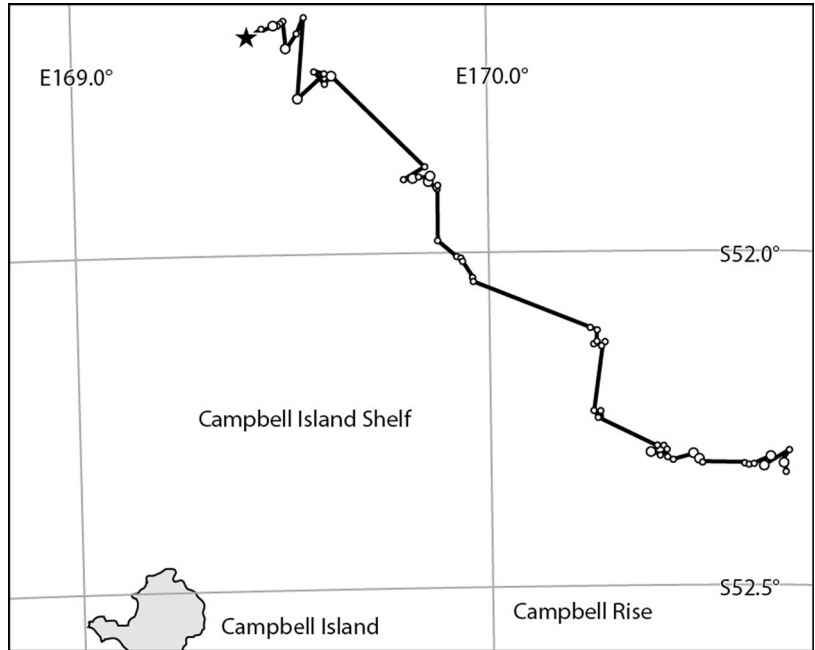 E169.0°
E170.0°
S52.0°
Campbell Island Shelf
S52.5°
Campbell Rise
Campbell Island